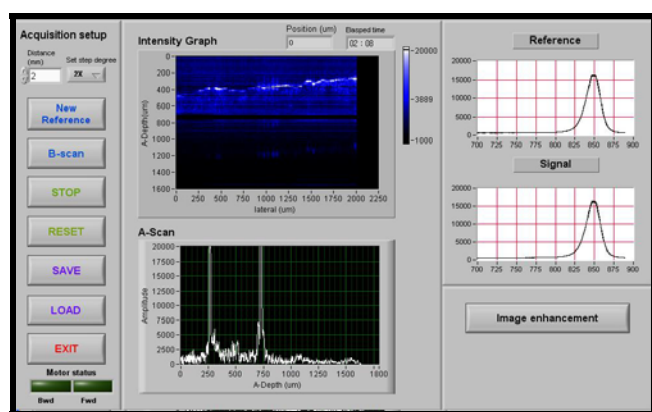 Acquisition setup
Distance
(mm)
Set step degree
2
2X
New
Reference
B-scan
STOP
RESET
SAVE
LOAD
EXIT
Motor status
Bwd
Fwd
Intensity Graph
Position (um)
0
Elapsed time
02 : 08
0
200
400
600
800
1000
1200
1400
1600
A-Depth(um)
0 250 500 750 1000 1250 1500 1750 2000 2250
lateral (um)
20000
3889
1000
A-Scan
20000
17500
15000
12500
10000
7500
5000
2500
0
Amplitude
0 250 500 750 1000 1250 1500 1800
A-Depth (um)
Reference
20000
15000
10000
5000
0
700 725 750 775 800 825 850 875 900
Signal
20000
15000
10000
5000
0
700 725 750 775 800 825 850 875 900
Image enhancement